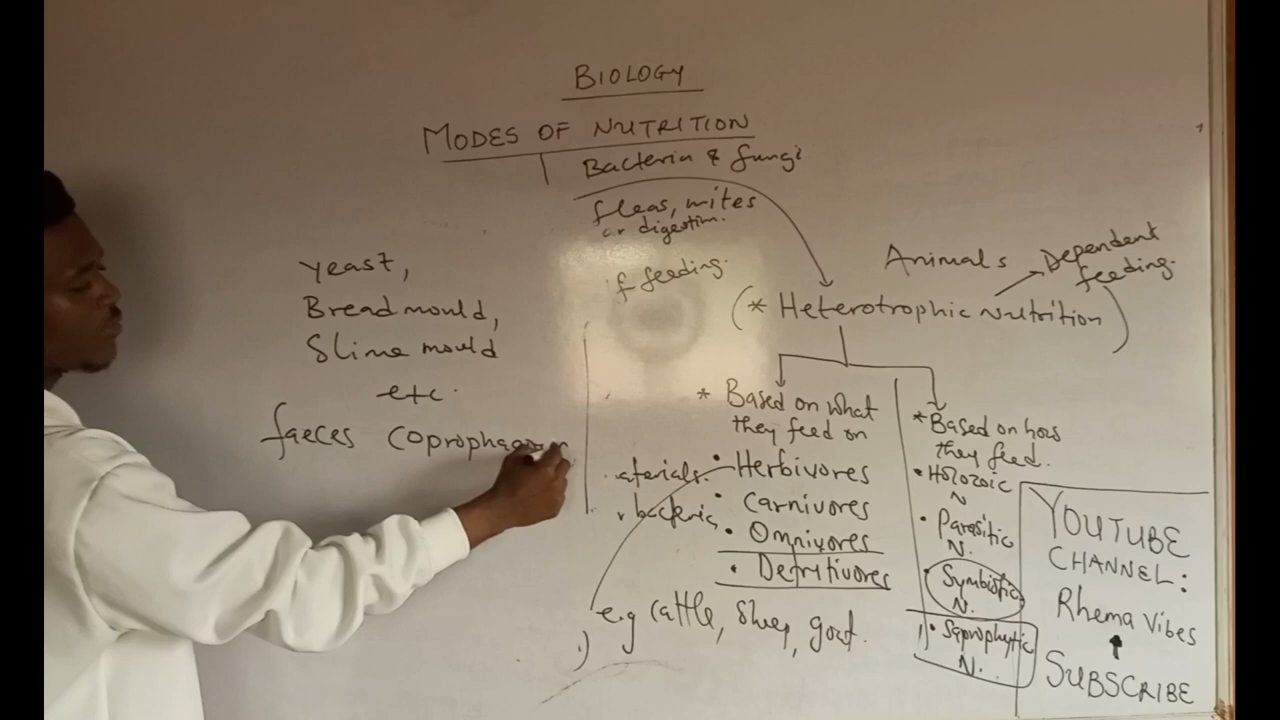 BIOLOGY
MODES OF NUTRITION
Bacteria & fungi
fleas, mites
or digestion.
f feeding.
Animals
Dependent
feeding.
(* Heterotrophic Nutrition)
yeast,
Bread mould,
Slime mould
etc.
faeces
* Based on what
they feed on
• Herbivores
• Carnivores
• Omnivores
• Detritivores
aterials.
bacteria
e.g cattle, sheep, goat.
* Based on how
they feed.
• Holozoic
N
• Parasitic
N.
• Symbiotic
N.
• Saprophytic
N.
YOUTUBE
CHANNEL:
Rhema Vibes
SUBSCRIBE